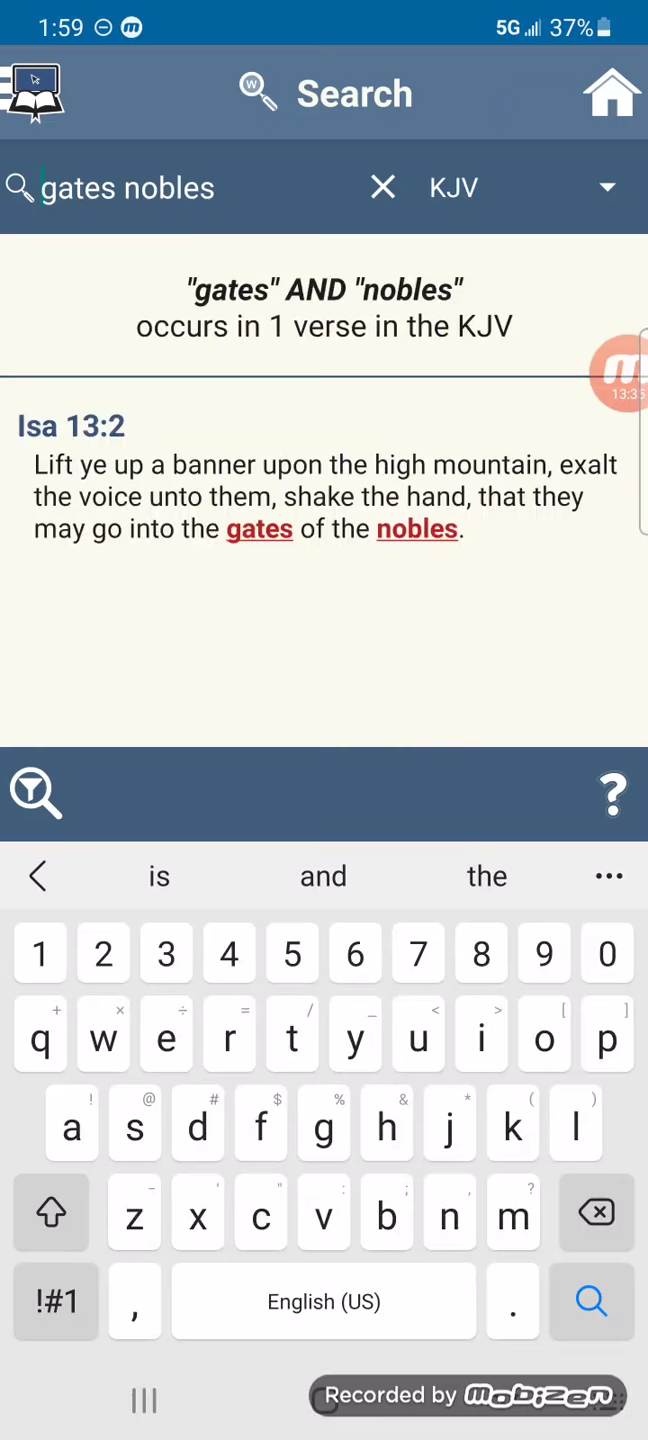 1:59 m 5G 37%
W Search
gates nobles KJV
"gates" AND "nobles"
occurs in 1 verse in the KJV
m
13:35
Isa 13:2
Lift ye up a banner upon the high mountain, exalt
the voice unto them, shake the hand, that they
may go into the gates of the nobles.
?
is and the ...
1 2 3 4 5 6 7 8 9 0
+ × ÷ = / _ < > [ ]
q w e r t y u i o p
! @ # $ % & * ( )
a s d f g h j k l
- ' " : ; , ?
z x c v b n m
!#1 , English (US) .
Recorded by mobizen